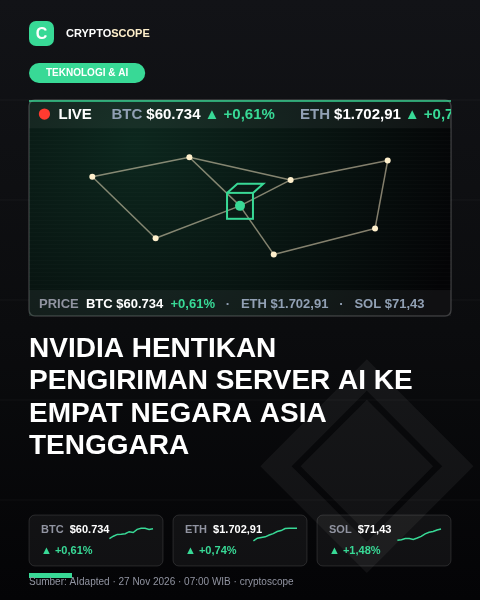 C CRYPTOSCOPE
TEKNOLOGI & AI
LIVE BTC $60.734 ▲ +0,61% ETH $1.702,91 ▲ +0,7
PRICE BTC $60.734 +0,61% · ETH $1.702,91 · SOL $71,43
NVIDIA HENTIKAN
PENGIRIMAN SERVER AI KE
EMPAT NEGARA ASIA
TENGGARA
BTC $60.734
▲ +0,61%
ETH $1.702,91
▲ +0,74%
SOL $71,43
▲ +1,48%
Sumber: AIdapted · 27 Nov 2026 · 07:00 WIB · cryptoscope